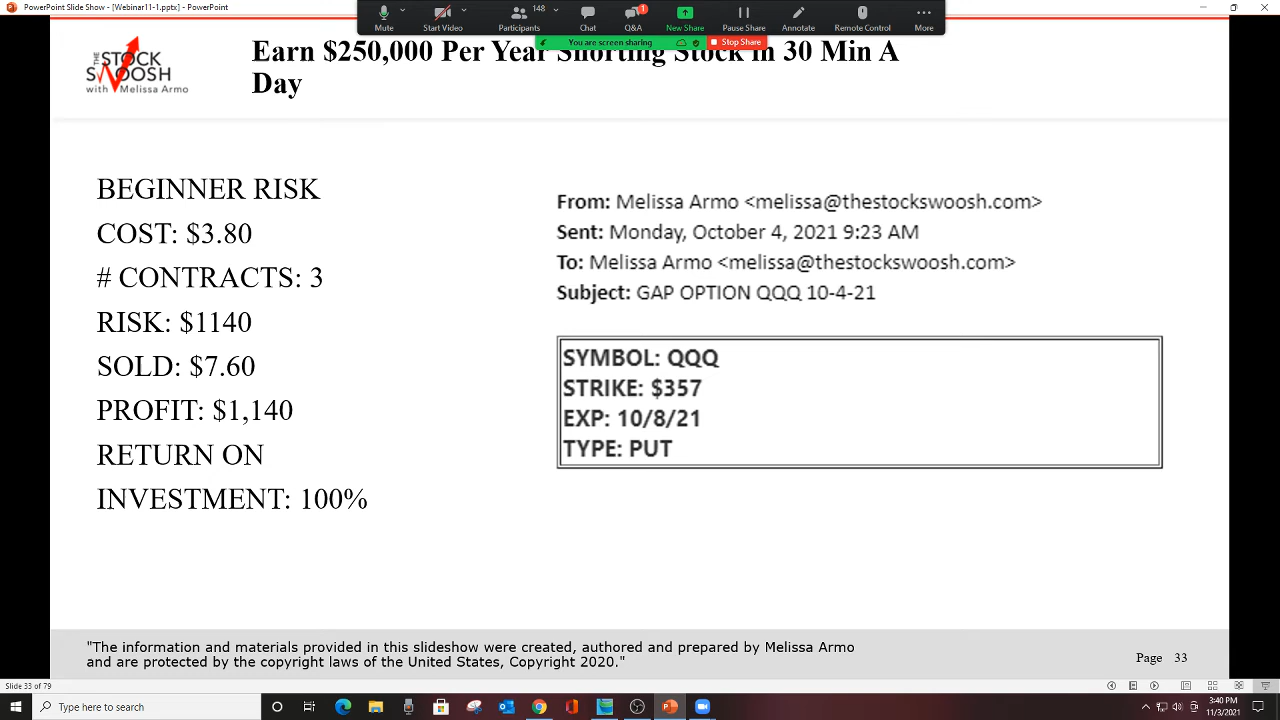 PowerPoint Slide Show - [Webinar11-1.pptx] - PowerPoint
148
1
Mute
Start Video
Participants
Chat
Q&A
New Share
Pause Share
Annotate
Remote Control
More
You are screen sharing
Stop Share
THE STOCK
SWOOSH
with Melissa Armo
Earn $250,000 Per Year Shorting Stock in 30 Min A
Day
BEGINNER RISK
COST: $3.80
# CONTRACTS: 3
RISK: $1140
SOLD: $7.60
PROFIT: $1,140
RETURN ON
INVESTMENT: 100%
From: Melissa Armo <melissa@thestockswoosh.com>
Sent: Monday, October 4, 2021 9:23 AM
To: Melissa Armo <melissa@thestockswoosh.com>
Subject: GAP OPTION QQQ 10-4-21
SYMBOL: QQQ
STRIKE: $357
EXP: 10/8/21
TYPE: PUT
"The information and materials provided in this slideshow were created, authored and prepared by Melissa Armo
and are protected by the copyright laws of the United States, Copyright 2020."
Page 33
Slide 33 of 79
Type here to search
3:40 PM
11/3/2021